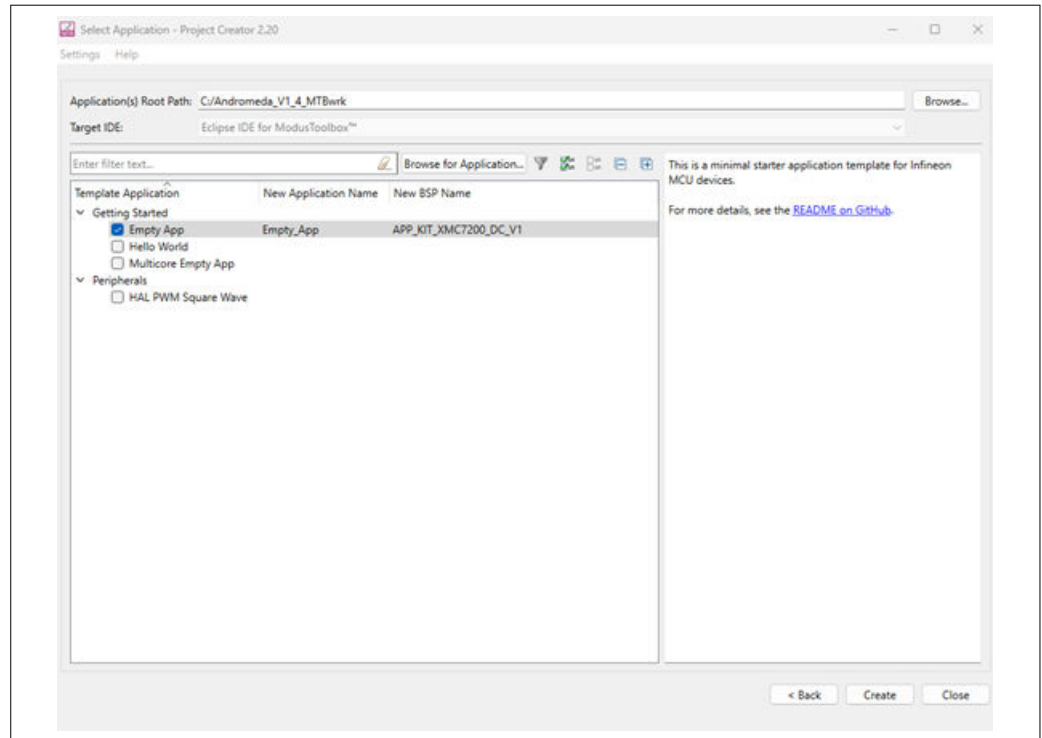 Select Application - Project Creator 2.20
Settings Help
Application(s) Root Path: C:/Andromeda_V1_4_MTBwrk Browse...
Target IDE: Eclipse IDE for ModusToolbox™
Enter filter text... Browse for Application...
Template Application New Application Name New BSP Name
Getting Started
Empty App Empty_App APP_KIT_XMC7200_DC_V1
Hello World
Multicore Empty App
Peripherals
HAL PWM Square Wave
This is a minimal starter application template for Infineon
MCU devices.
For more details, see the README on GitHub.
< Back Create Close